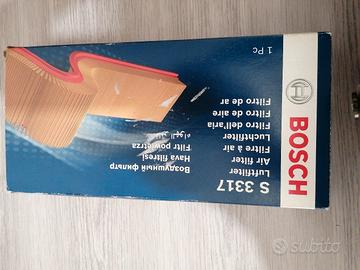 BOSCH
S 3317
Luftfilter
Air filter
Filtre à air
Luchtfilter
Filtro dell'aria
Filtro de aire
Filtro de ar
Воздушный фильтр
Hava filtresi
Filtr powietrza
1 Pc
subito